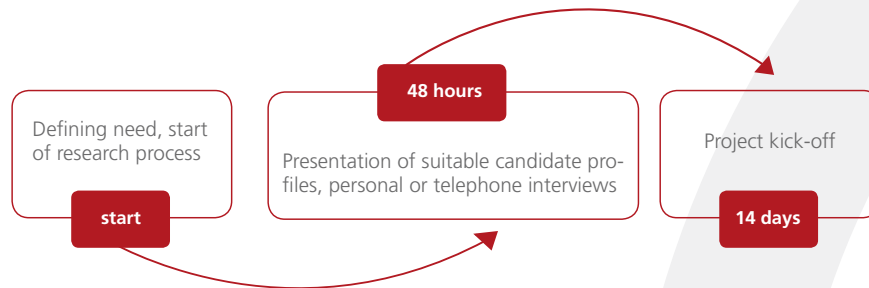 Defining need, start
of research process
start
48 hours
Presentation of suitable candidate pro-
files, personal or telephone interviews
Project kick-off
14 days